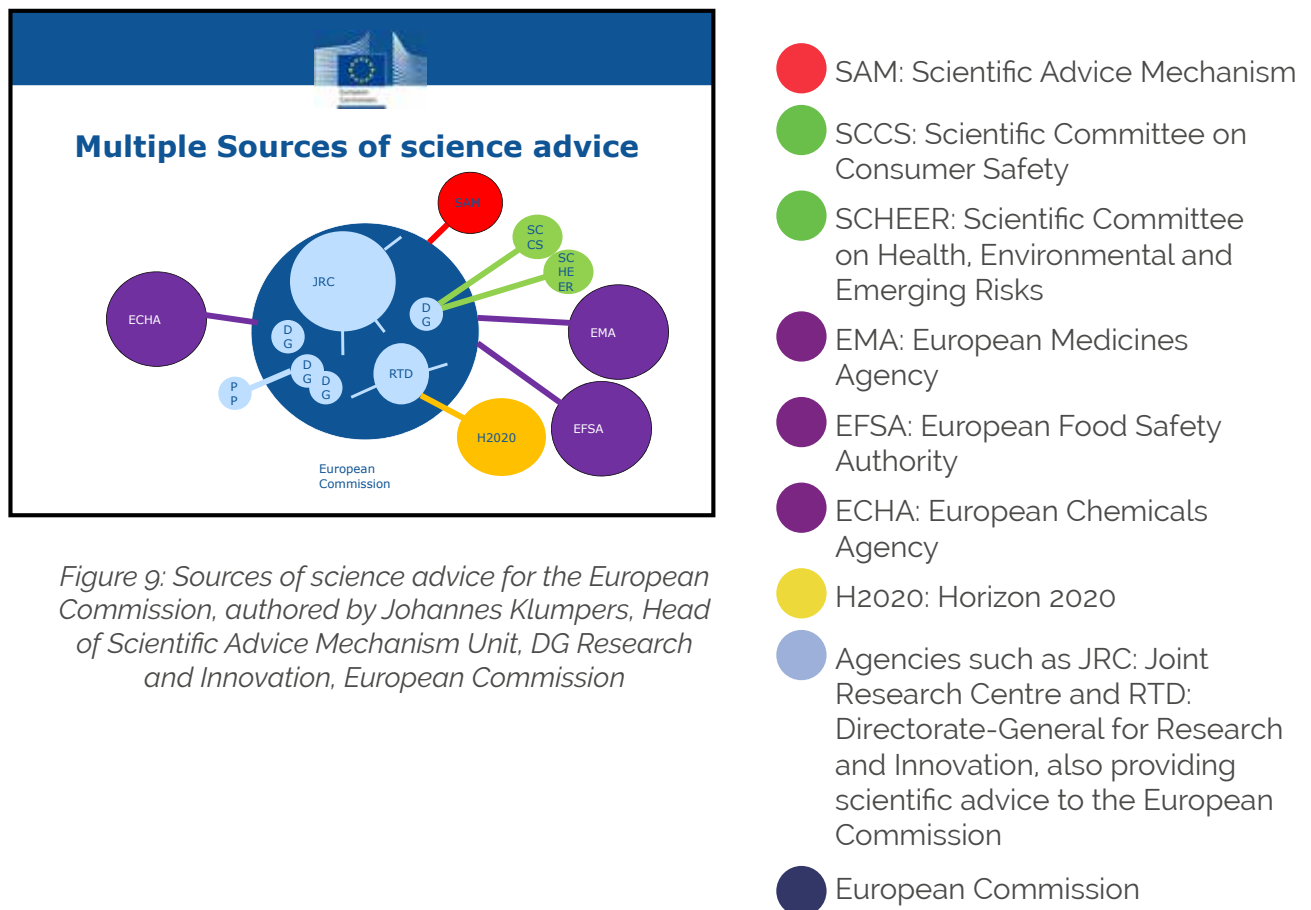 European
Commission
Multiple Sources of science advice
SAM
SC
CS
SC
HE
ER
JRC
ECHA
D
G
EMA
D
G
D
G
D
G
RTD
P
P
EFSA
H2020
European
Commission
Figure 9: Sources of science advice for the European
Commission, authored by Johannes Klumpers, Head
of Scientific Advice Mechanism Unit, DG Research
and Innovation, European Commission
SAM: Scientific Advice Mechanism
SCCS: Scientific Committee on
Consumer Safety
SCHEER: Scientific Committee
on Health, Environmental and
Emerging Risks
EMA: European Medicines
Agency
EFSA: European Food Safety
Authority
ECHA: European Chemicals
Agency
H2020: Horizon 2020
Agencies such as JRC: Joint
Research Centre and RTD:
Directorate-General for Research
and Innovation, also providing
scientific advice to the European
Commission
European Commission